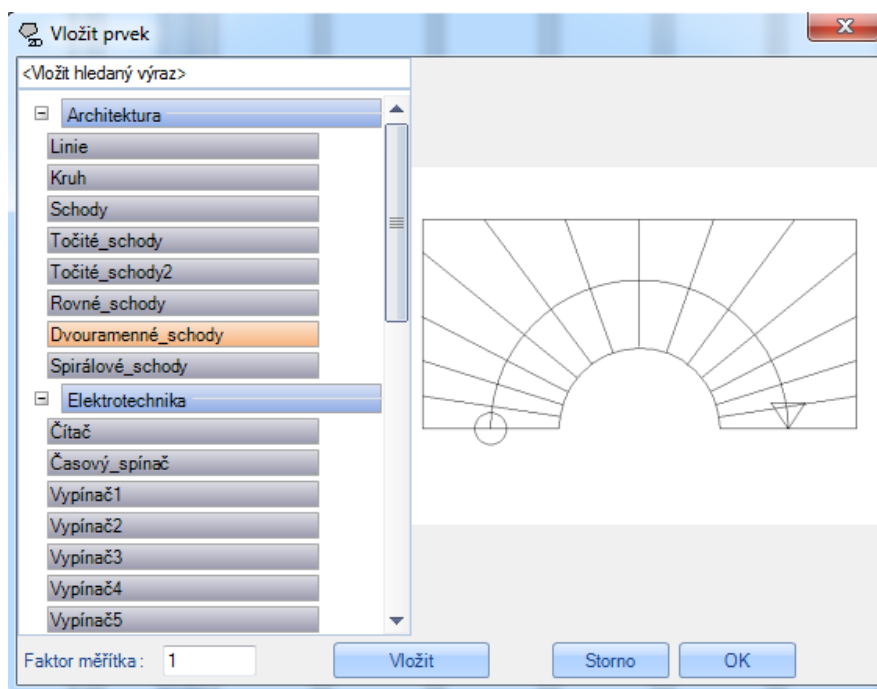 Vložit prvek
<Vložit hledaný výraz>
Architektura
Linie
Kruh
Schody
Točité_schody
Točité_schody2
Rovné_schody
Dvouramenné_schody
Spirálové_schody
Elektrotechnika
Čítač
Časový_spínač
Vypínač1
Vypínač2
Vypínač3
Vypínač4
Vypínač5
Faktor měřítka : 1 Vložit Storno OK